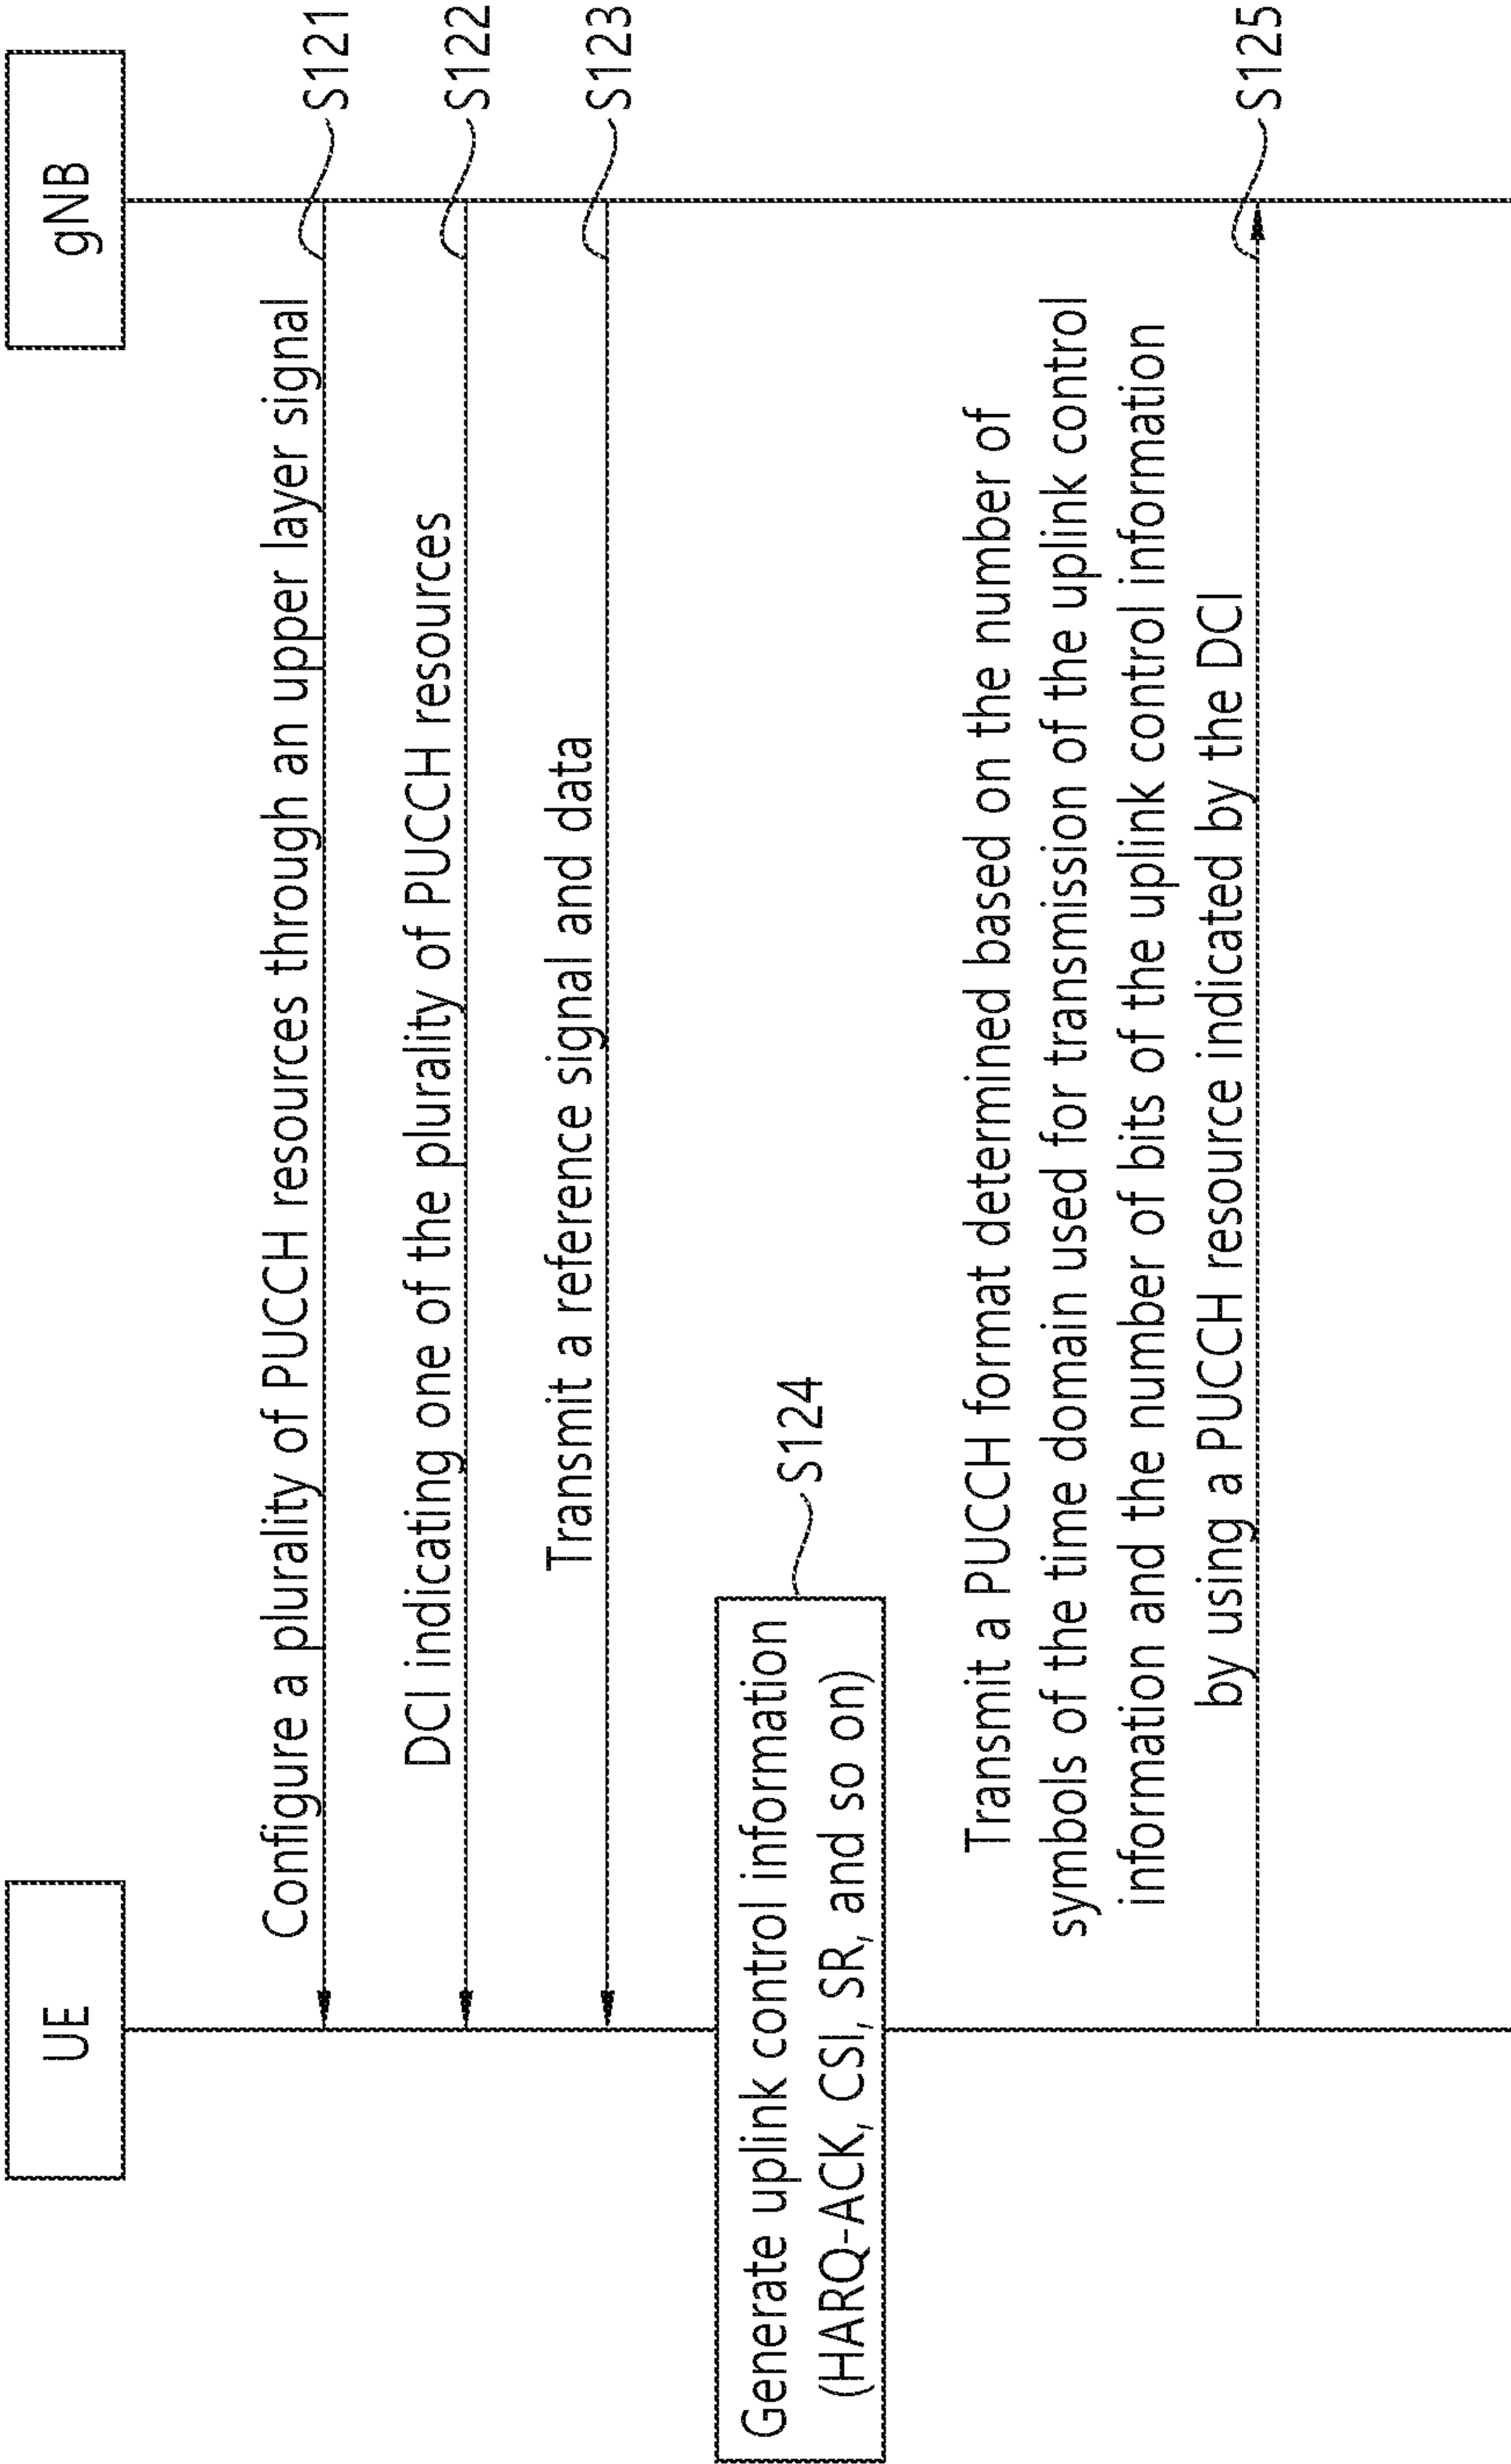 UE
gNB
Configure a plurality of PUCCH resources through an upper layer signal
S121
DCI indicating one of the plurality of PUCCH resources
S122
Transmit a reference signal and data
S123
Generate uplink control information
(HARQ-ACK, CSI, SR, and so on)
S124
Transmit a PUCCH format determined based on the number of
symbols of the time domain used for transmission of the uplink control
information and the number of bits of the uplink control information
by using a PUCCH resource indicated by the DCI
S125